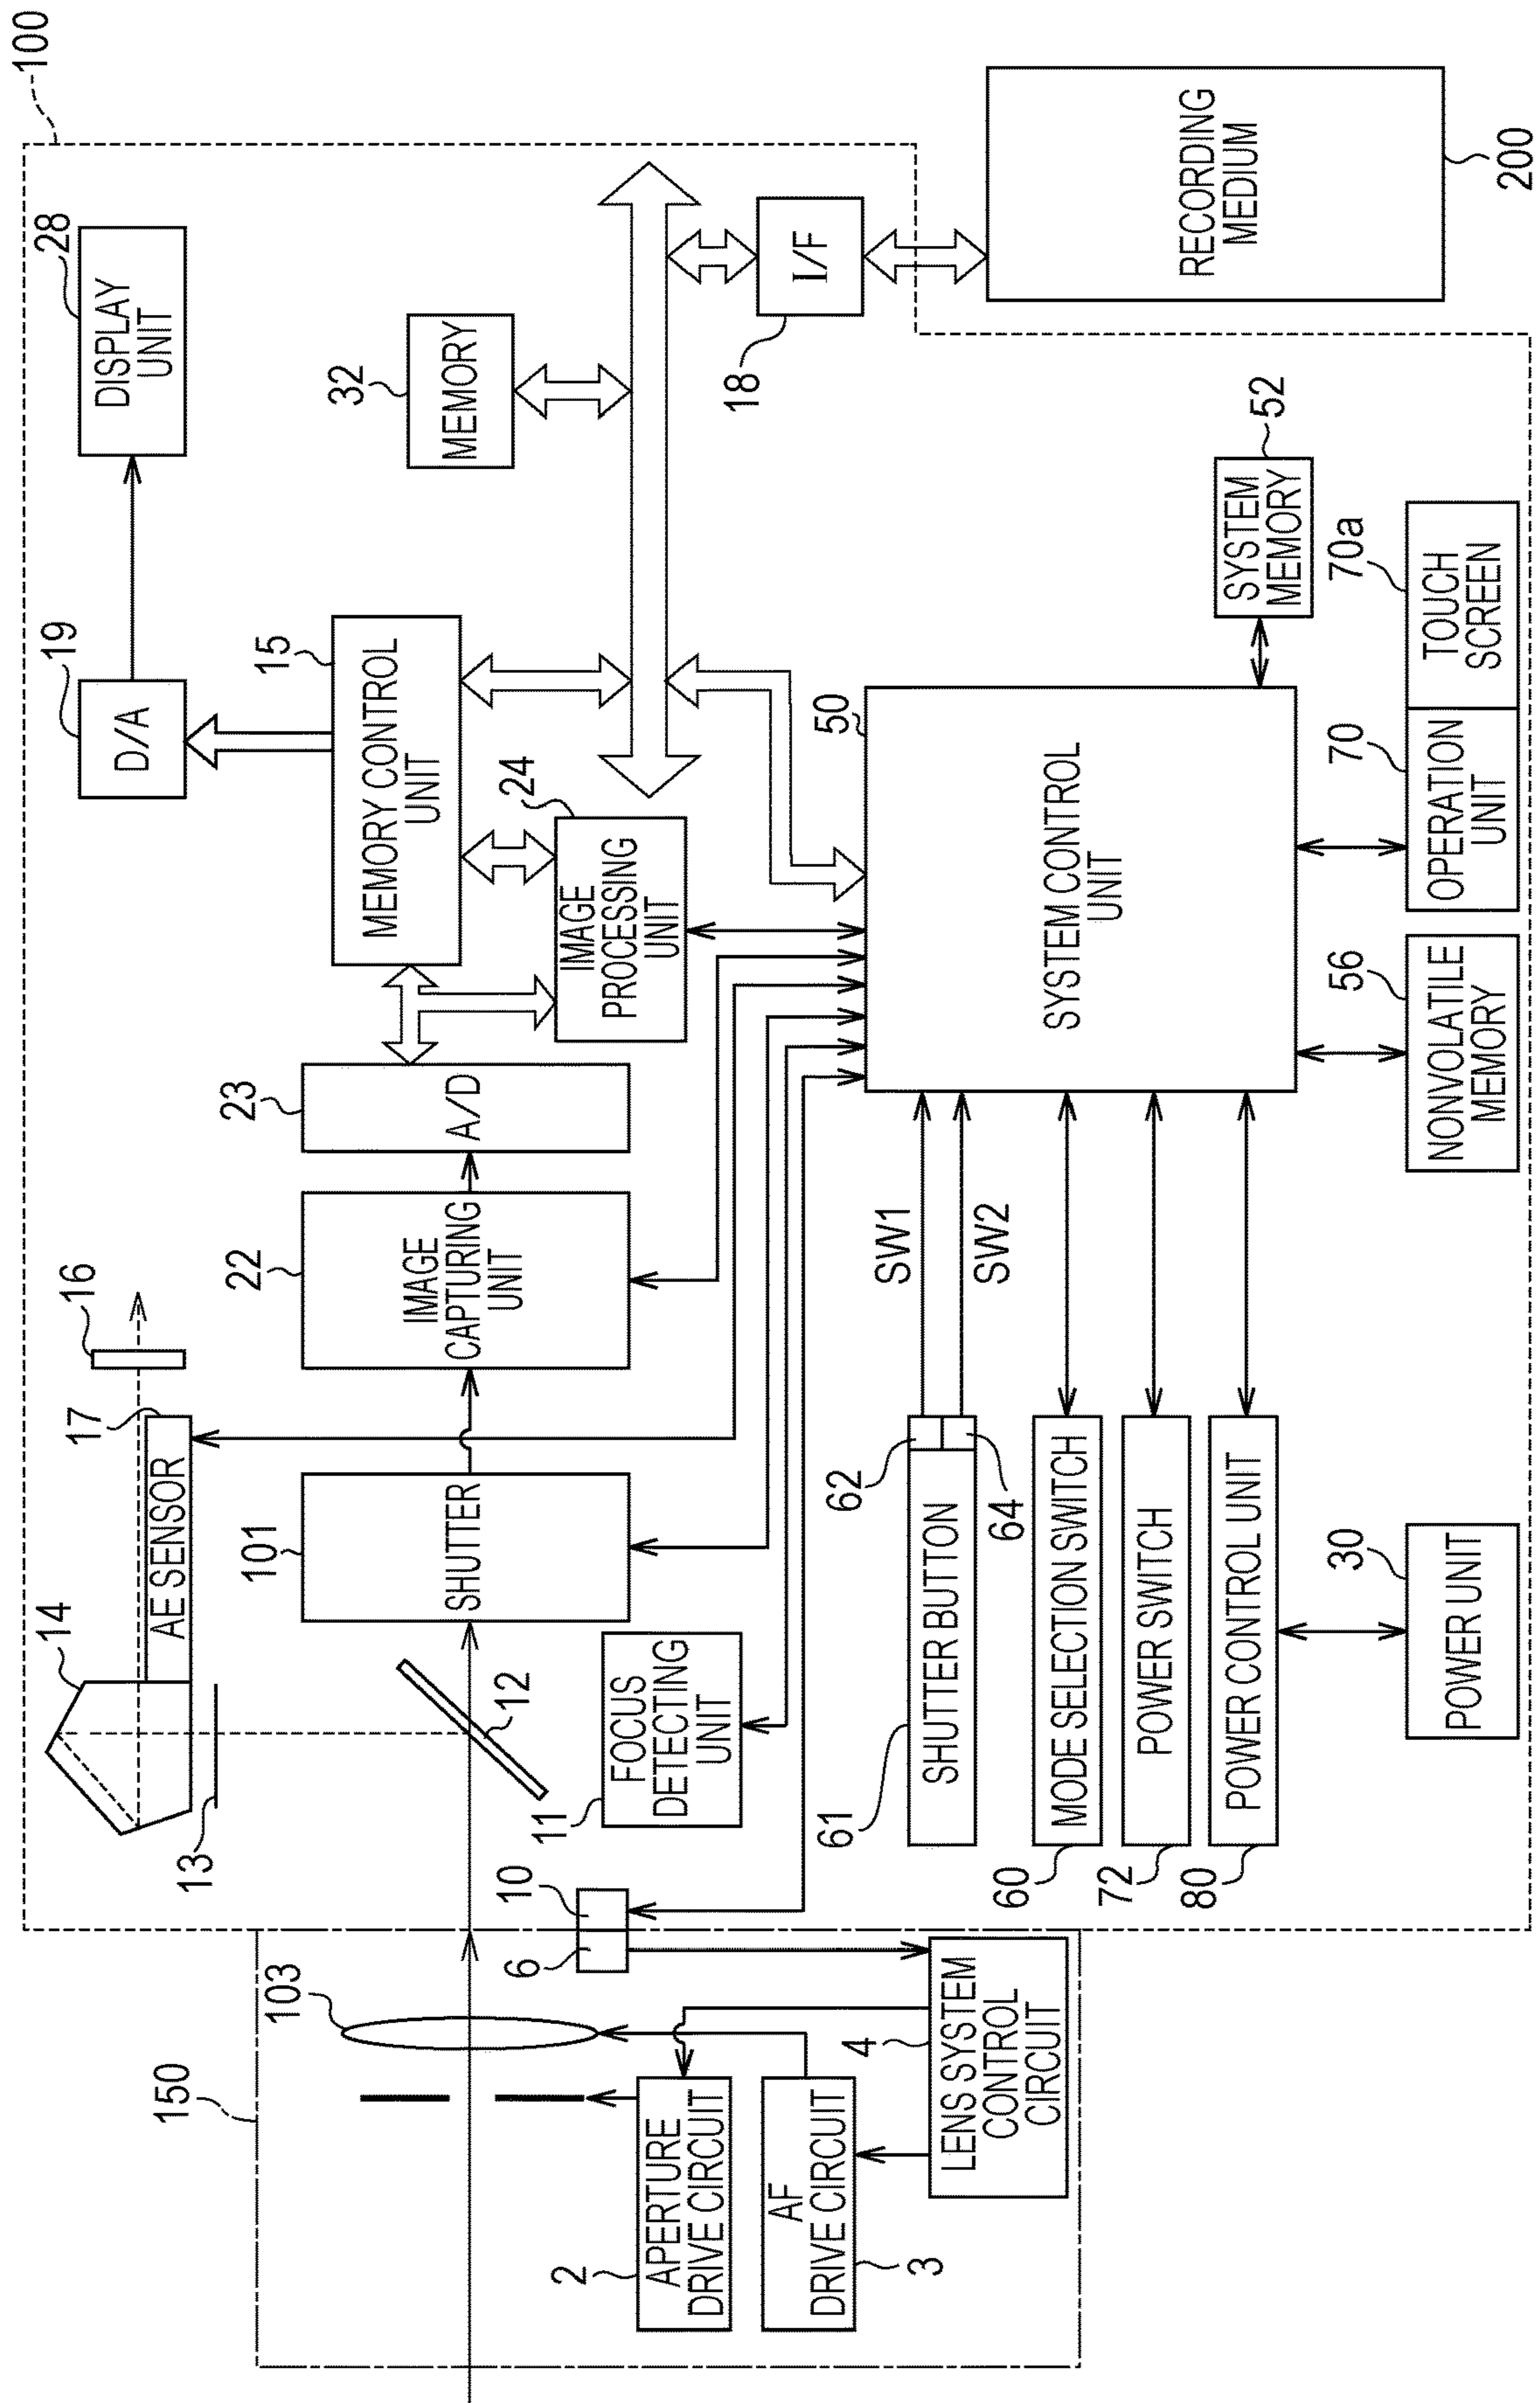 100
150
103
2
APERTURE
DRIVE CIRCUIT
AF
DRIVE CIRCUIT
3
4
LENS SYSTEM
CONTROL
CIRCUIT
6
10
13
14
12
11
FOCUS
DETECTING
UNIT
17
AE SENSOR
16
101
SHUTTER
22
IMAGE
CAPTURING
UNIT
23
A/D
19
D/A
28
DISPLAY
UNIT
15
MEMORY CONTROL
UNIT
24
IMAGE
PROCESSING
UNIT
32
MEMORY
18
I/F
RECORDING
MEDIUM
200
61
SHUTTER BUTTON
62
64
SW1
SW2
60
MODE SELECTION SWITCH
72
POWER SWITCH
80
POWER CONTROL UNIT
30
POWER UNIT
50
SYSTEM CONTROL
UNIT
52
SYSTEM
MEMORY
56
NONVOLATILE
MEMORY
70
OPERATION
UNIT
70a
TOUCH
SCREEN